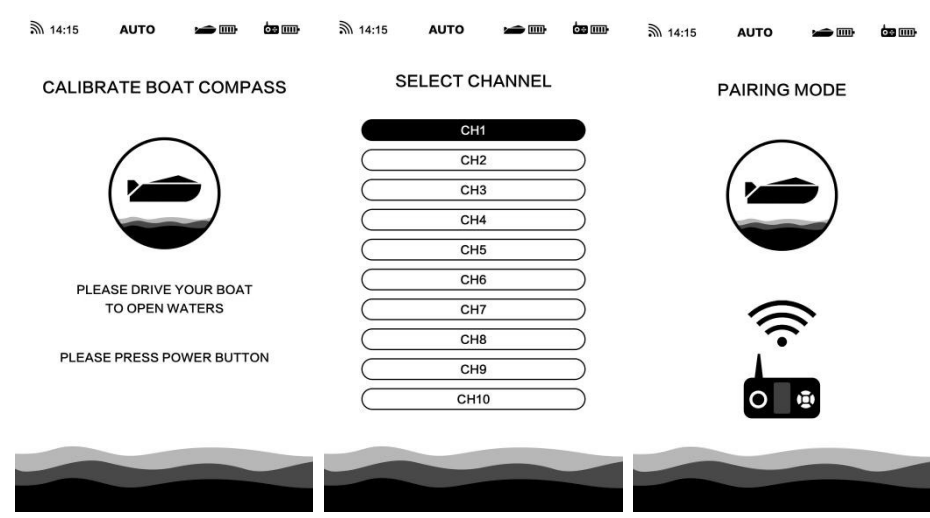 14:15 AUTO
CALIBRATE BOAT COMPASS
PLEASE DRIVE YOUR BOAT
TO OPEN WATERS
PLEASE PRESS POWER BUTTON
14:15 AUTO
SELECT CHANNEL
CH1
CH2
CH3
CH4
CH5
CH6
CH7
CH8
CH9
CH10
14:15 AUTO
PAIRING MODE